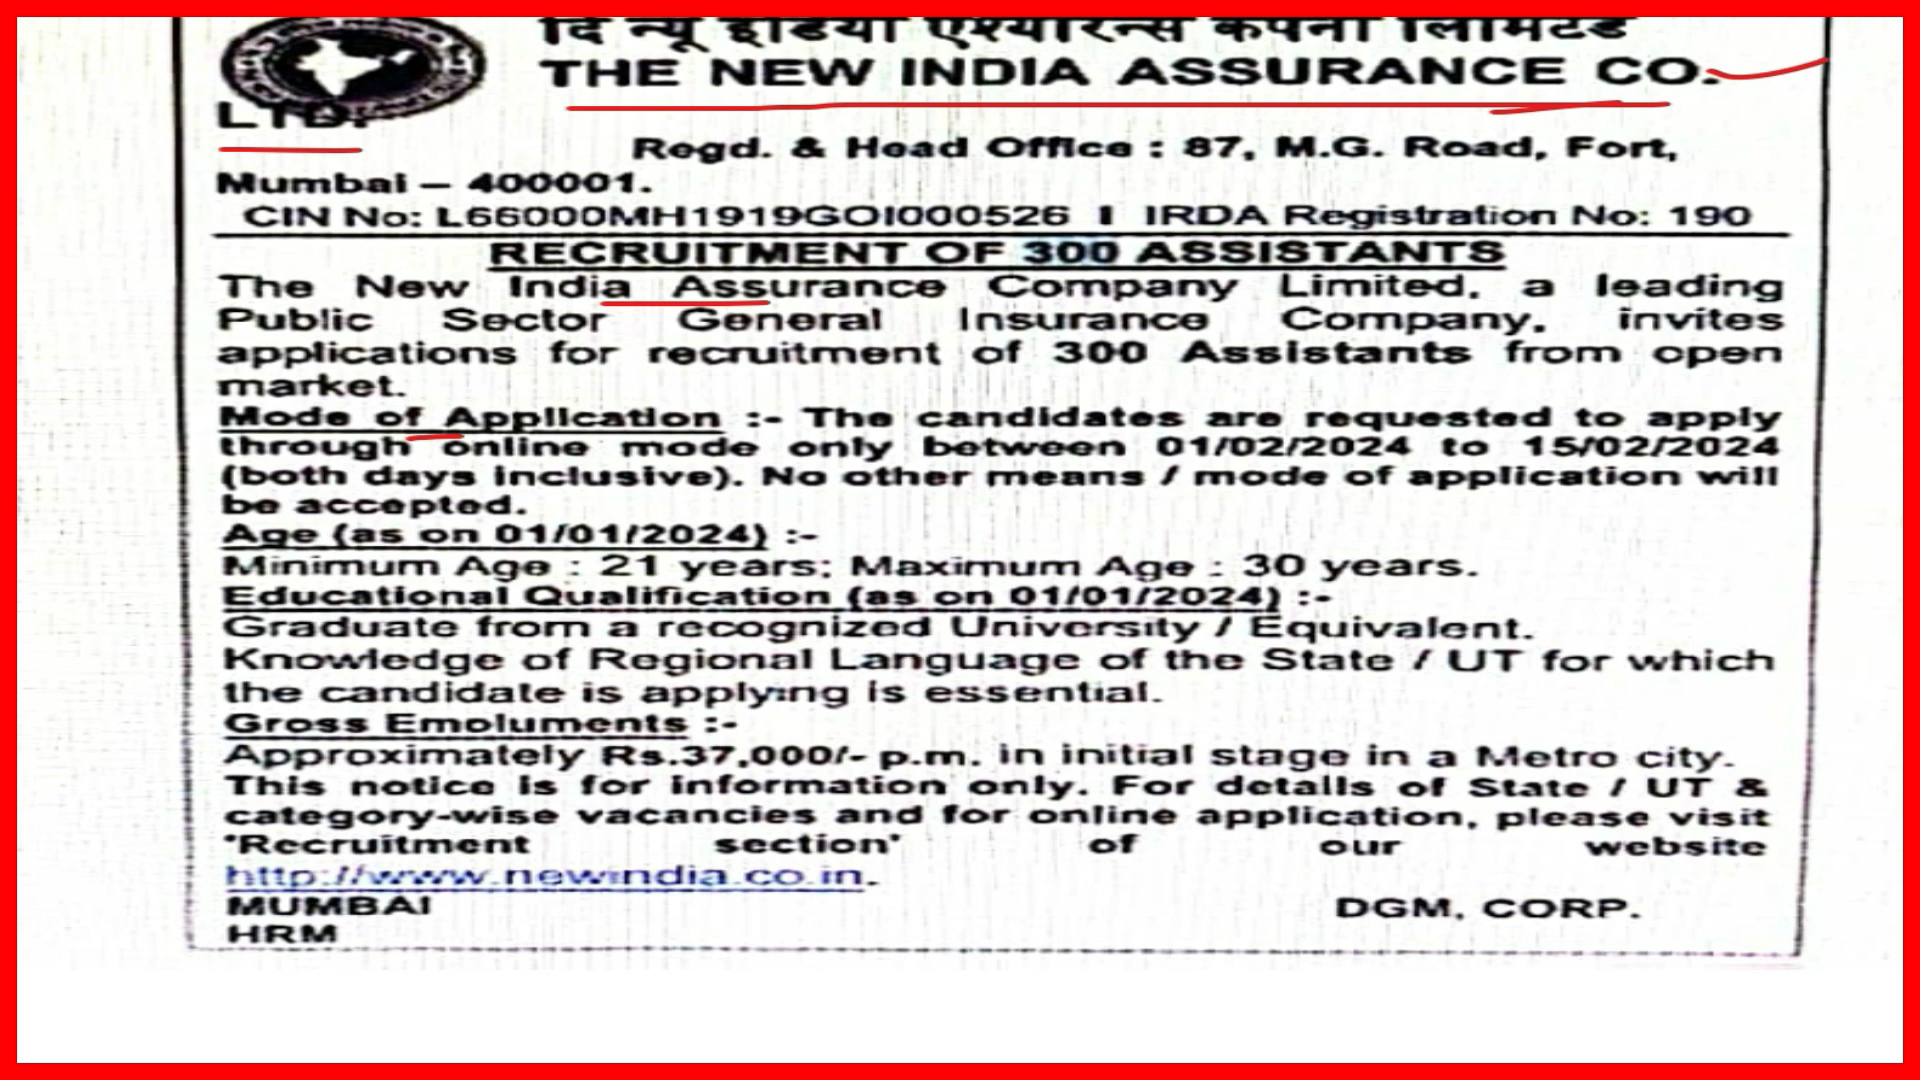 दि न्यू इंडिया एश्योरेन्स कंपनी लिमिटेड
THE NEW INDIA ASSURANCE CO.
LTD.
Regd. & Head Office : 87, M.G. Road, Fort,
Mumbai – 400001.
CIN No: L66000MH1919GOI000526 I IRDA Registration No: 190
RECRUITMENT OF 300 ASSISTANTS
The New India Assurance Company Limited, a leading
Public Sector General Insurance Company, invites
applications for recruitment of 300 Assistants from open
market.
Mode of Application :- The candidates are requested to apply
through online mode only between 01/02/2024 to 15/02/2024
(both days inclusive). No other means / mode of application will
be accepted.
Age (as on 01/01/2024) :-
Minimum Age : 21 years; Maximum Age : 30 years.
Educational Qualification (as on 01/01/2024) :-
Graduate from a recognized University / Equivalent.
Knowledge of Regional Language of the State / UT for which
the candidate is applying is essential.
Gross Emoluments :-
Approximately Rs.37,000/- p.m. in initial stage in a Metro city.
This notice is for information only. For details of State / UT &
category-wise vacancies and for online application, please visit
'Recruitment section' of our website
http://www.newindia.co.in.
MUMBAI DGM, CORP.
HRM